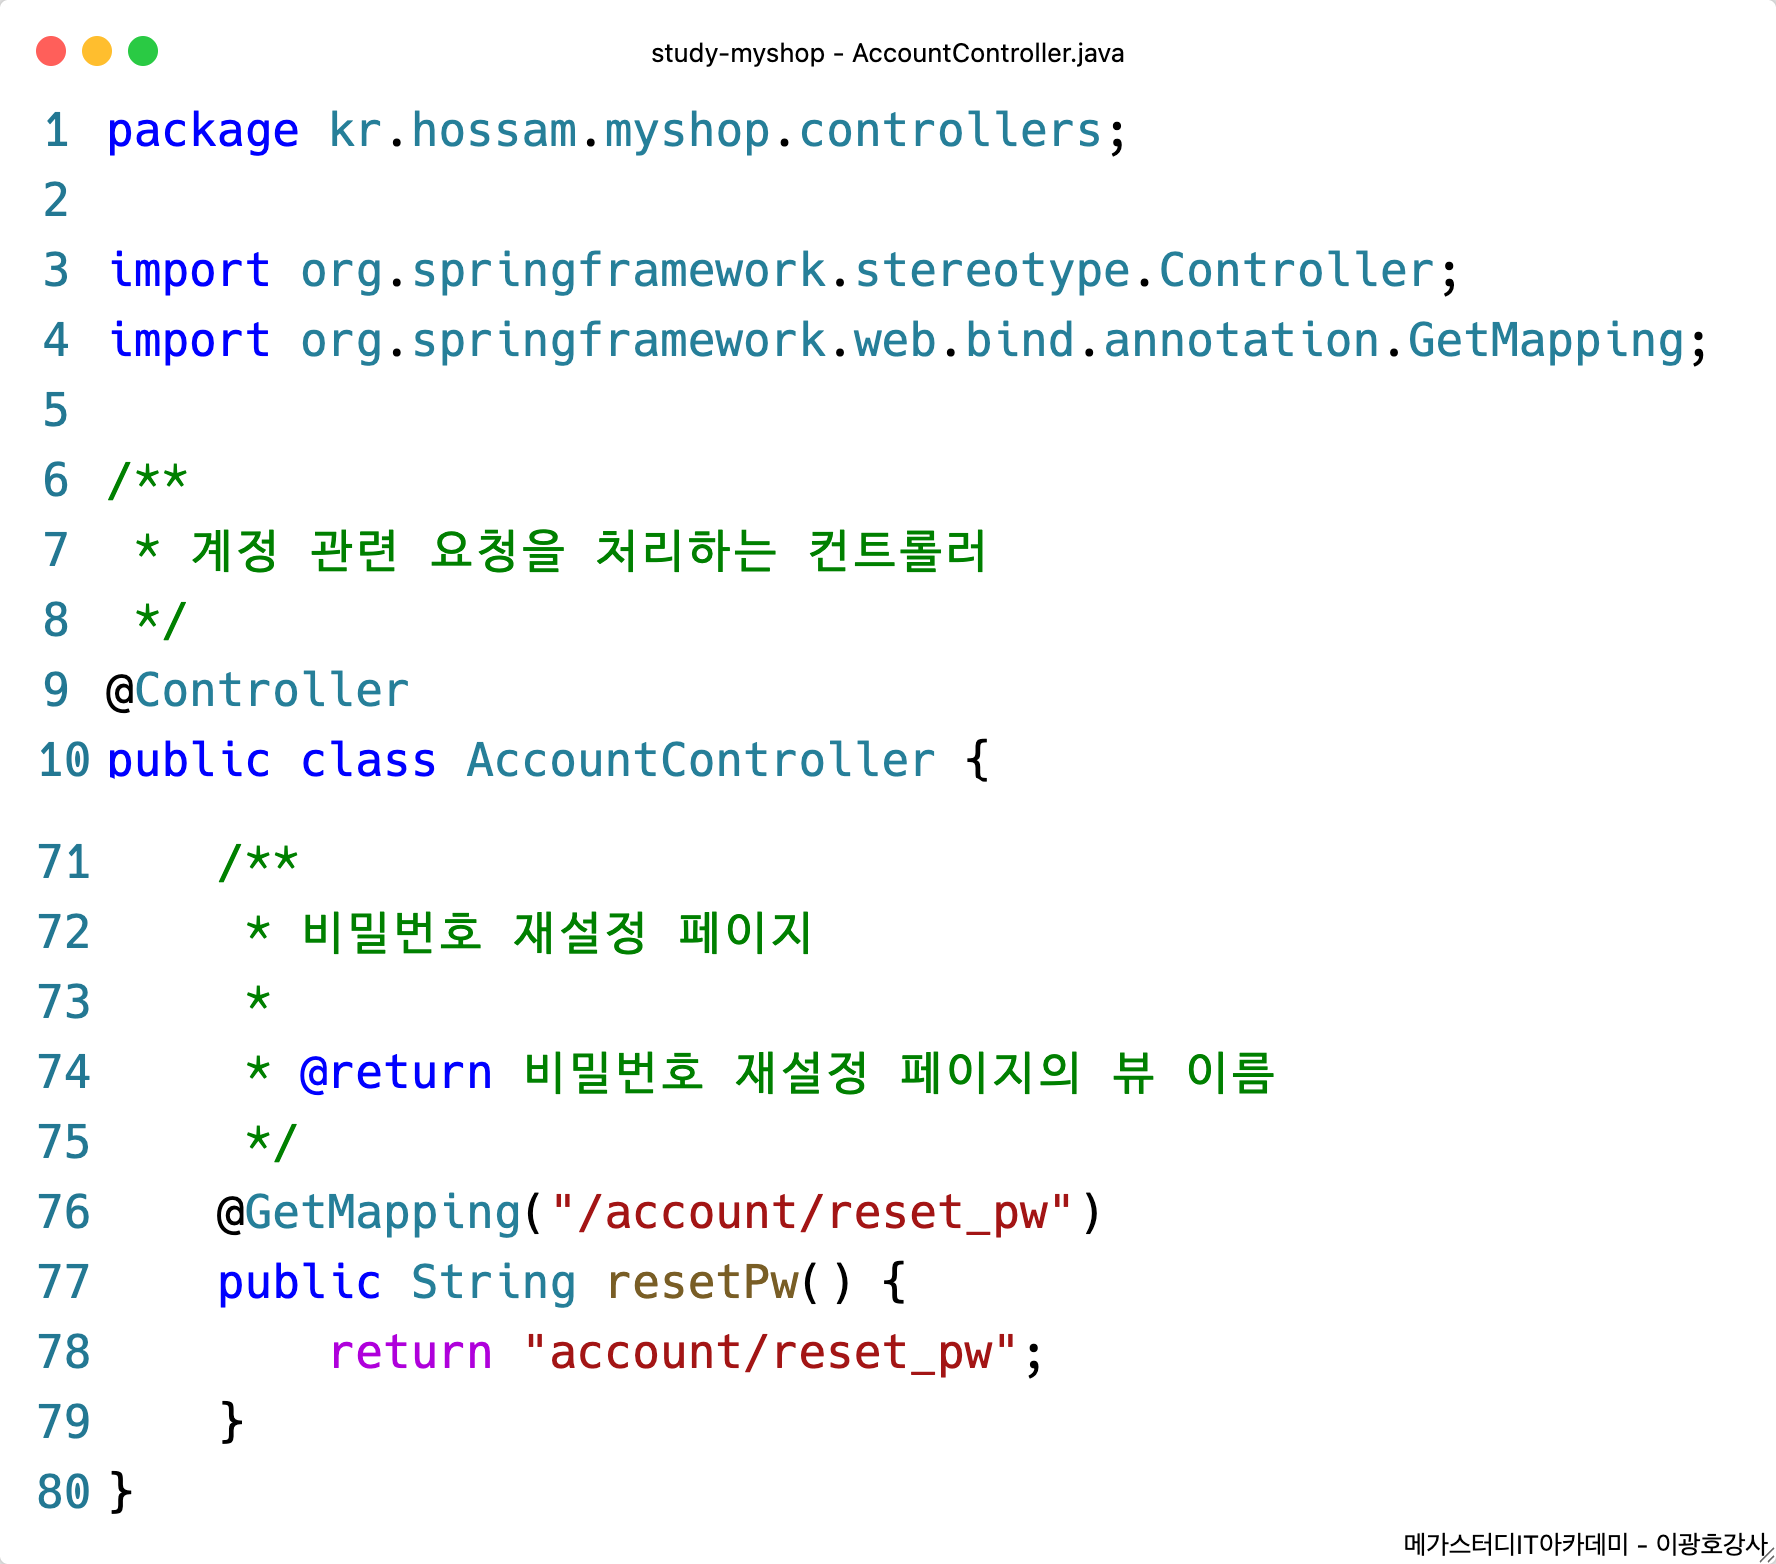 study-myshop - AccountController.java
1 package kr.hossam.myshop.controllers;
2
3 import org.springframework.stereotype.Controller;
4 import org.springframework.web.bind.annotation.GetMapping;
5
6 /**
7  * 계정 관련 요청을 처리하는 컨트롤러
8  */
9 @Controller
10 public class AccountController {
71     /**
72      * 비밀번호 재설정 페이지
73      *
74      * @return 비밀번호 재설정 페이지의 뷰 이름
75      */
76     @GetMapping("/account/reset_pw")
77     public String resetPw() {
78         return "account/reset_pw";
79     }
80 }
메가스터디IT아카데미 - 이광호강사